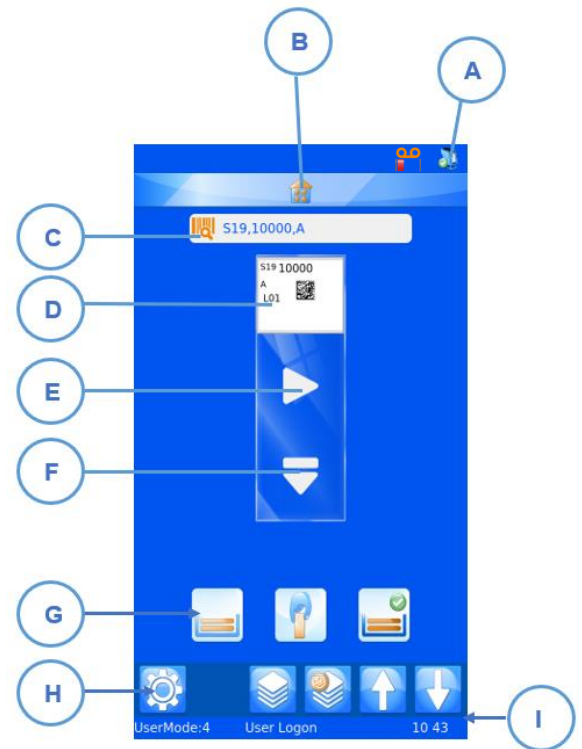 B
A
C
S19,10000,A
S19 10000
A
L01
D
E
F
G
H
I
UserMode:4 User Logon 10 43